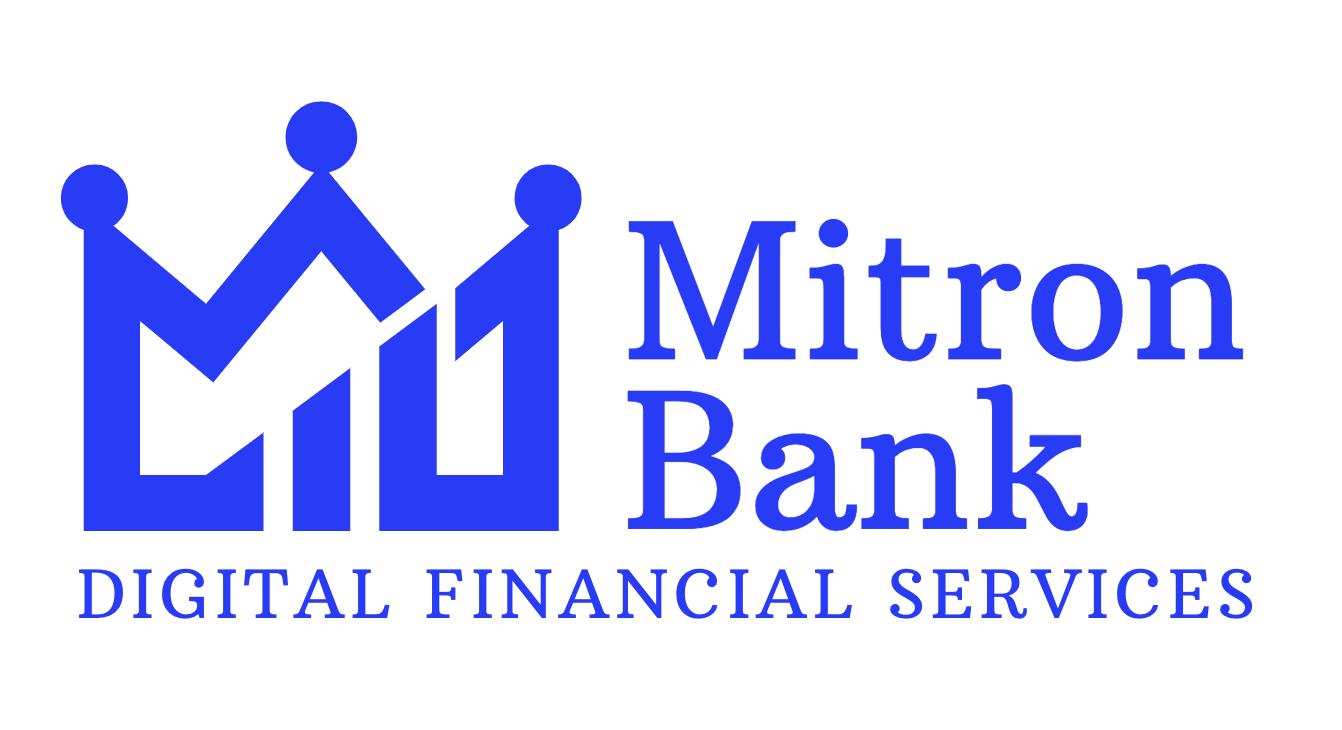 Mitron
Bank
DIGITAL FINANCIAL SERVICES